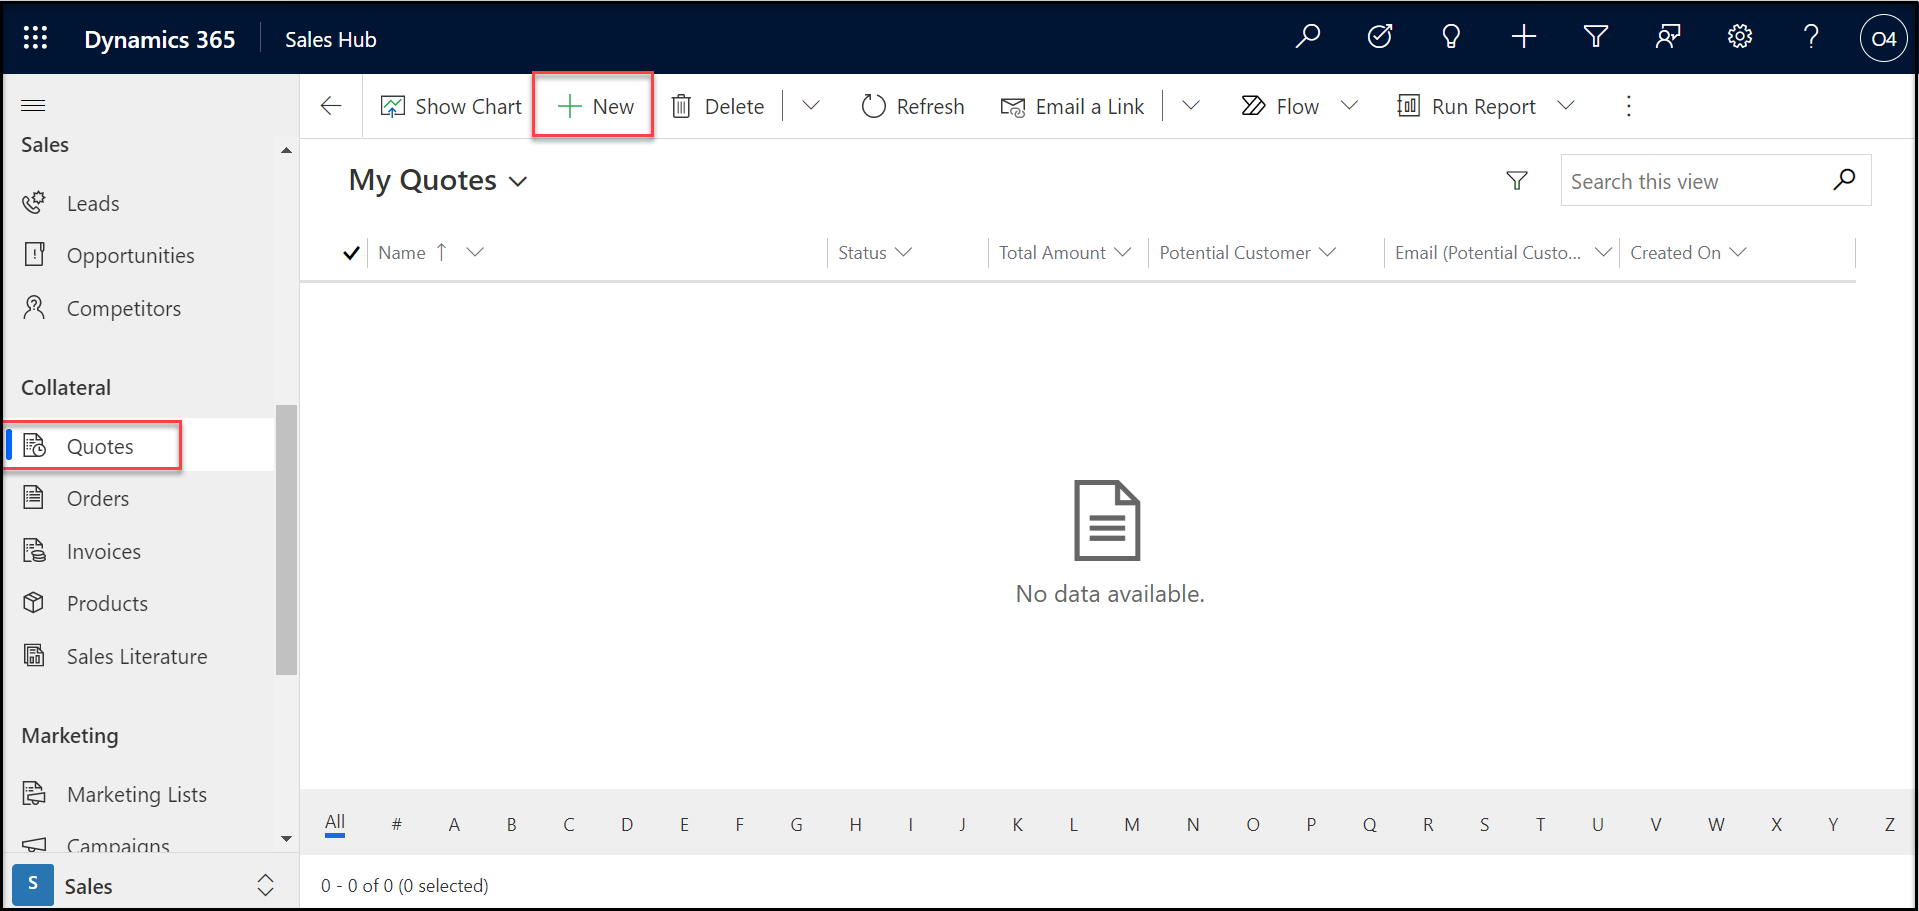 Dynamics 365 Sales Hub O4
Show Chart New Delete Refresh Email a Link Flow Run Report
Sales
Leads
Opportunities
Competitors
Collateral
Quotes
Orders
Invoices
Products
Sales Literature
Marketing
Marketing Lists
Campaigns
S Sales
My Quotes
Search this view
Name Status Total Amount Potential Customer Email (Potential Custo... Created On
No data available.
All # A B C D E F G H I J K L M N O P Q R S T U V W X Y Z
0 - 0 of 0 (0 selected)